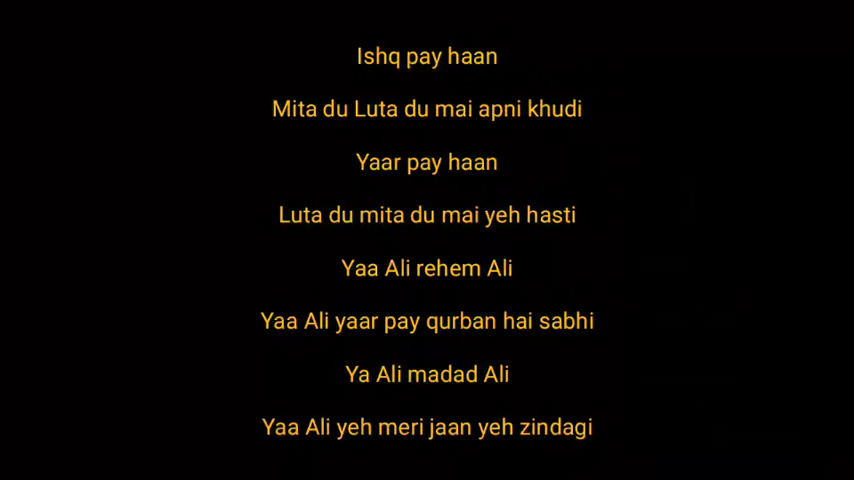 Ishq pay haan
Mita du Luta du mai apni khudi
Yaar pay haan
Luta du mita du mai yeh hasti
Yaa Ali rehem Ali
Yaa Ali yaar pay qurban hai sabhi
Ya Ali madad Ali
Yaa Ali yeh meri jaan yeh zindagi